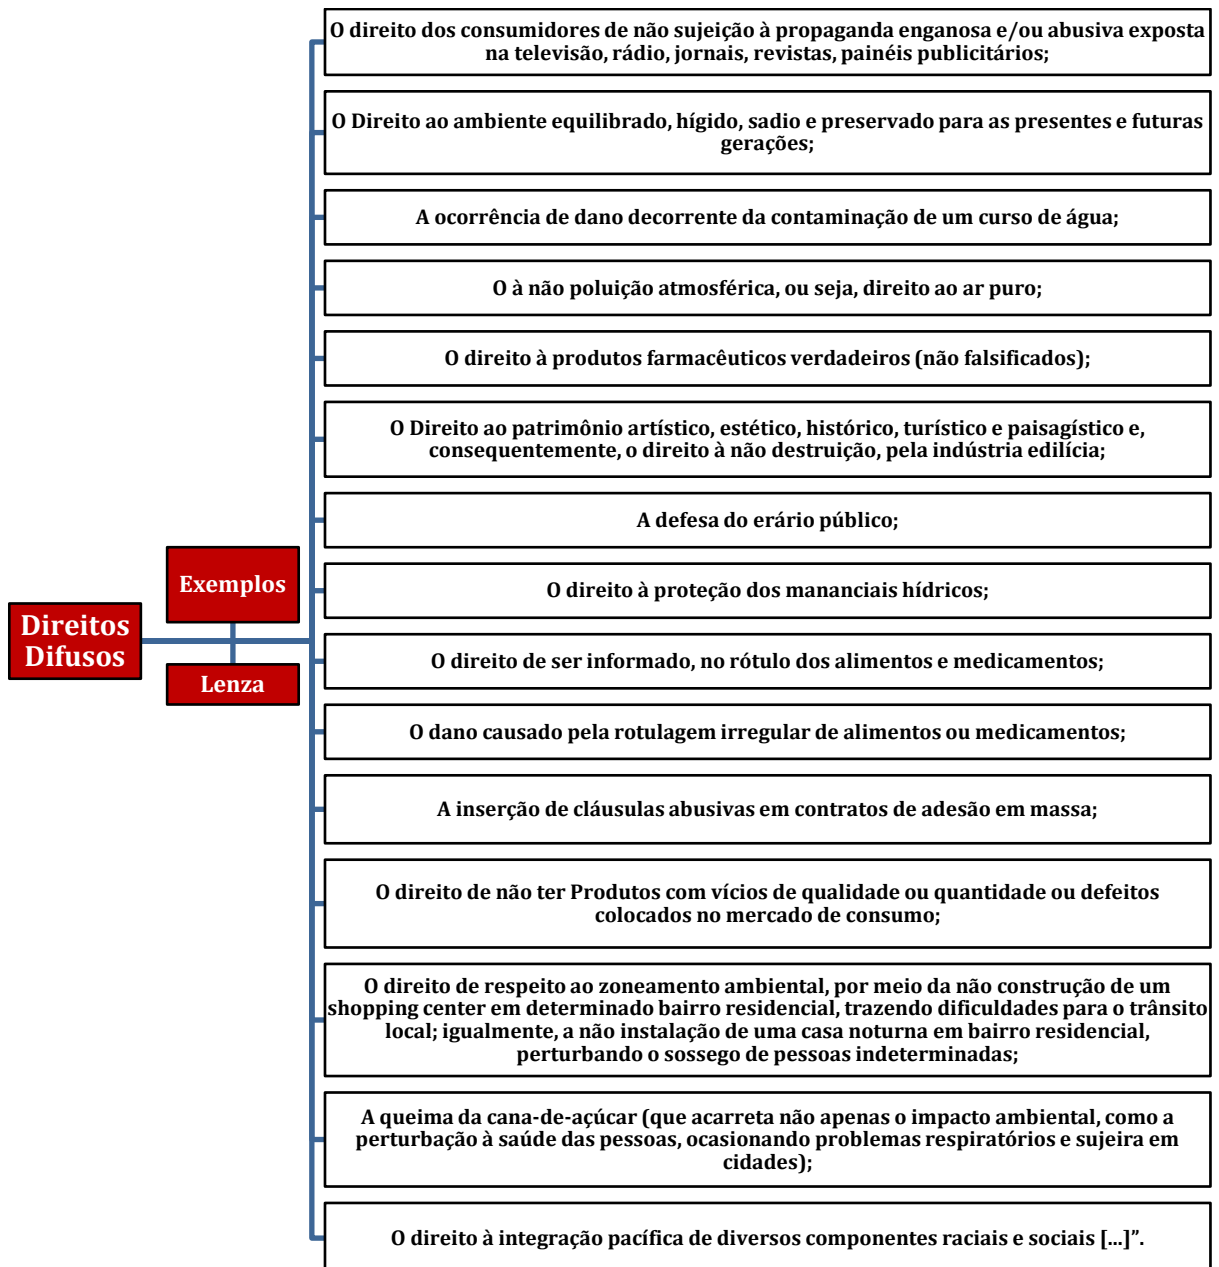 O direito dos consumidores de não sujeição à propaganda enganosa e/ou abusiva exposta
na televisão, rádio, jornais, revistas, painéis publicitários;
O Direito ao ambiente equilibrado, hígido, sadio e preservado para as presentes e futuras
gerações;
A ocorrência de dano decorrente da contaminação de um curso de água;
O à não poluição atmosférica, ou seja, direito ao ar puro;
O direito à produtos farmacêuticos verdadeiros (não falsificados);
O Direito ao patrimônio artístico, estético, histórico, turístico e paisagístico e,
consequentemente, o direito à não destruição, pela indústria edilícia;
A defesa do erário público;
Exemplos
O direito à proteção dos mananciais hídricos;
Direitos
Difusos
O direito de ser informado, no rótulo dos alimentos e medicamentos;
Lenza
O dano causado pela rotulagem irregular de alimentos ou medicamentos;
A inserção de cláusulas abusivas em contratos de adesão em massa;
O direito de não ter Produtos com vícios de qualidade ou quantidade ou defeitos
colocados no mercado de consumo;
O direito de respeito ao zoneamento ambiental, por meio da não construção de um
shopping center em determinado bairro residencial, trazendo dificuldades para o trânsito
local; igualmente, a não instalação de uma casa noturna em bairro residencial,
perturbando o sossego de pessoas indeterminadas;
A queima da cana-de-açúcar (que acarreta não apenas o impacto ambiental, como a
perturbação à saúde das pessoas, ocasionando problemas respiratórios e sujeira em
cidades);
O direito à integração pacífica de diversos componentes raciais e sociais [...]”.